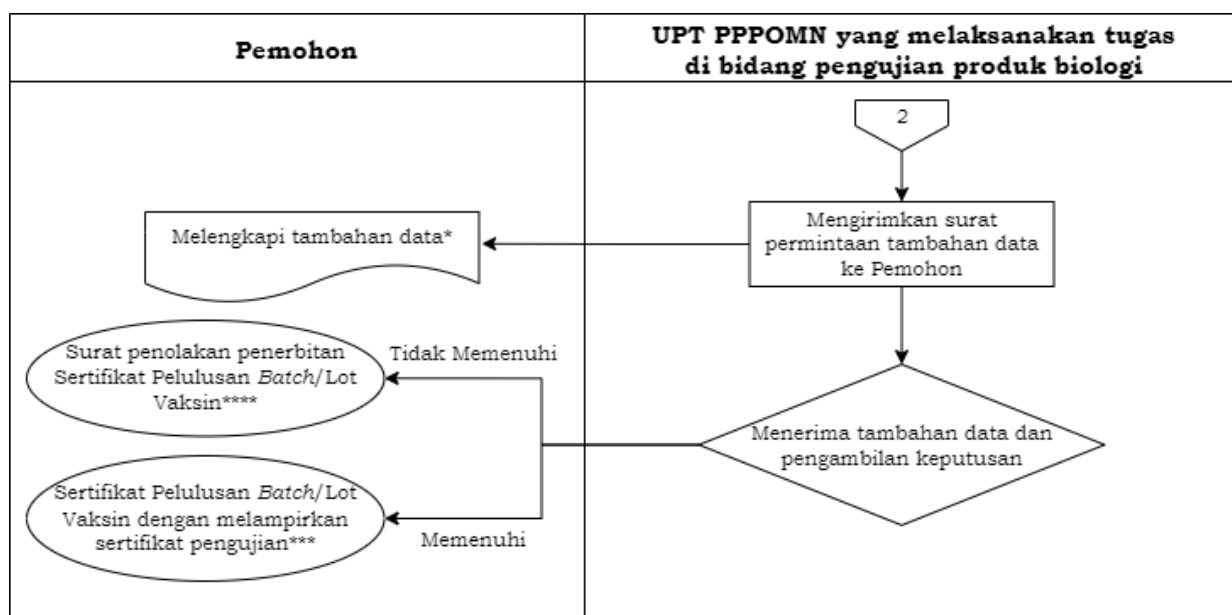 Pemohon
UPT PPPOMN yang melaksanakan tugas
di bidang pengujian produk biologi
2
Mengirimkan surat
permintaan tambahan data
ke Pemohon
Melengkapi tambahan data*
Surat penolakan penerbitan
Sertifikat Pelulusan Batch/Lot
Vaksin****
Tidak Memenuhi
Menerima tambahan data dan
pengambilan keputusan
Sertifikat Pelulusan Batch/Lot
Vaksin dengan melampirkan
sertifikat pengujian***
Memenuhi